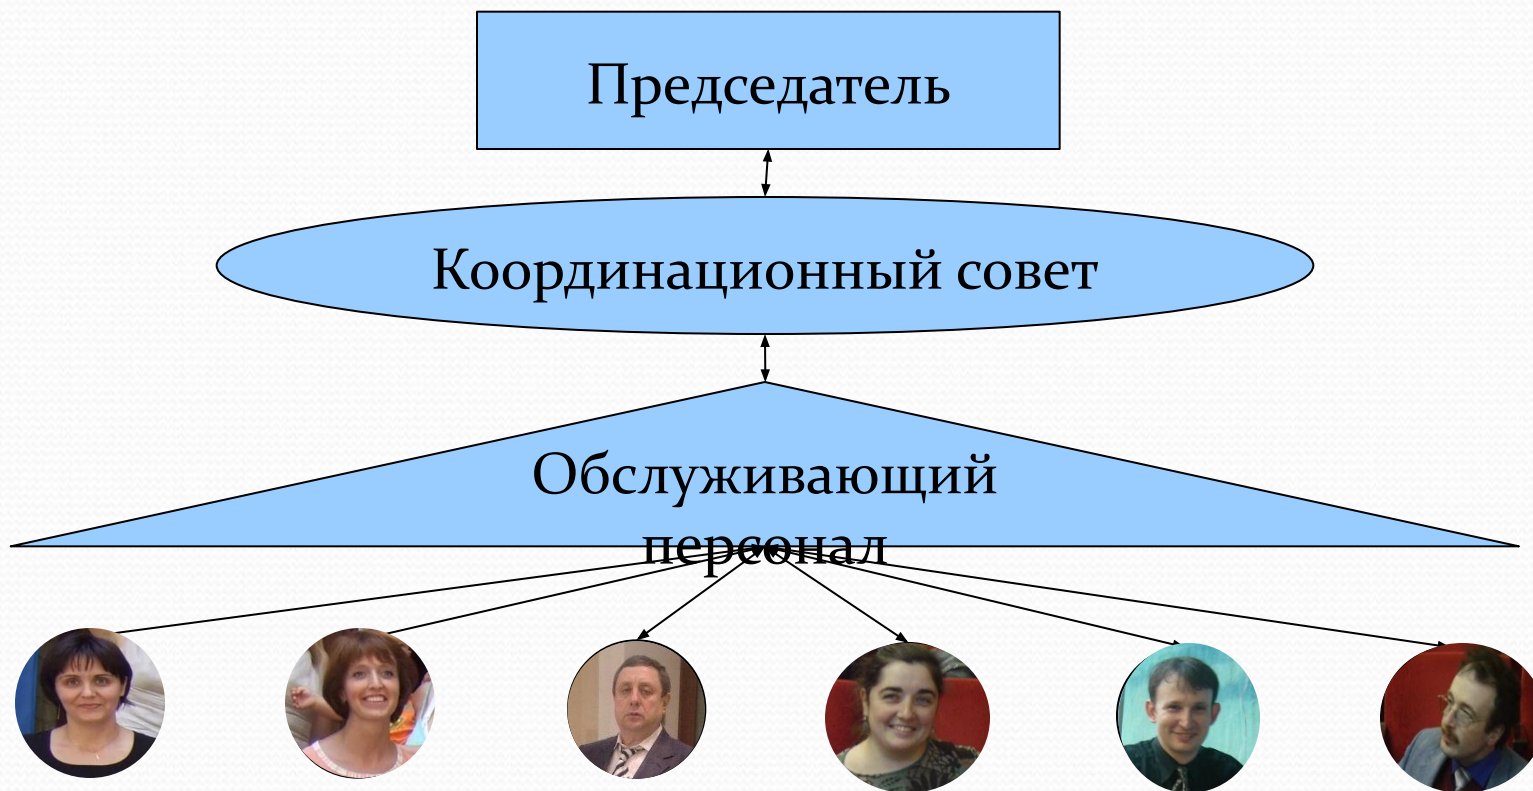 Председатель
Координационный совет
Обслуживающий
персонал